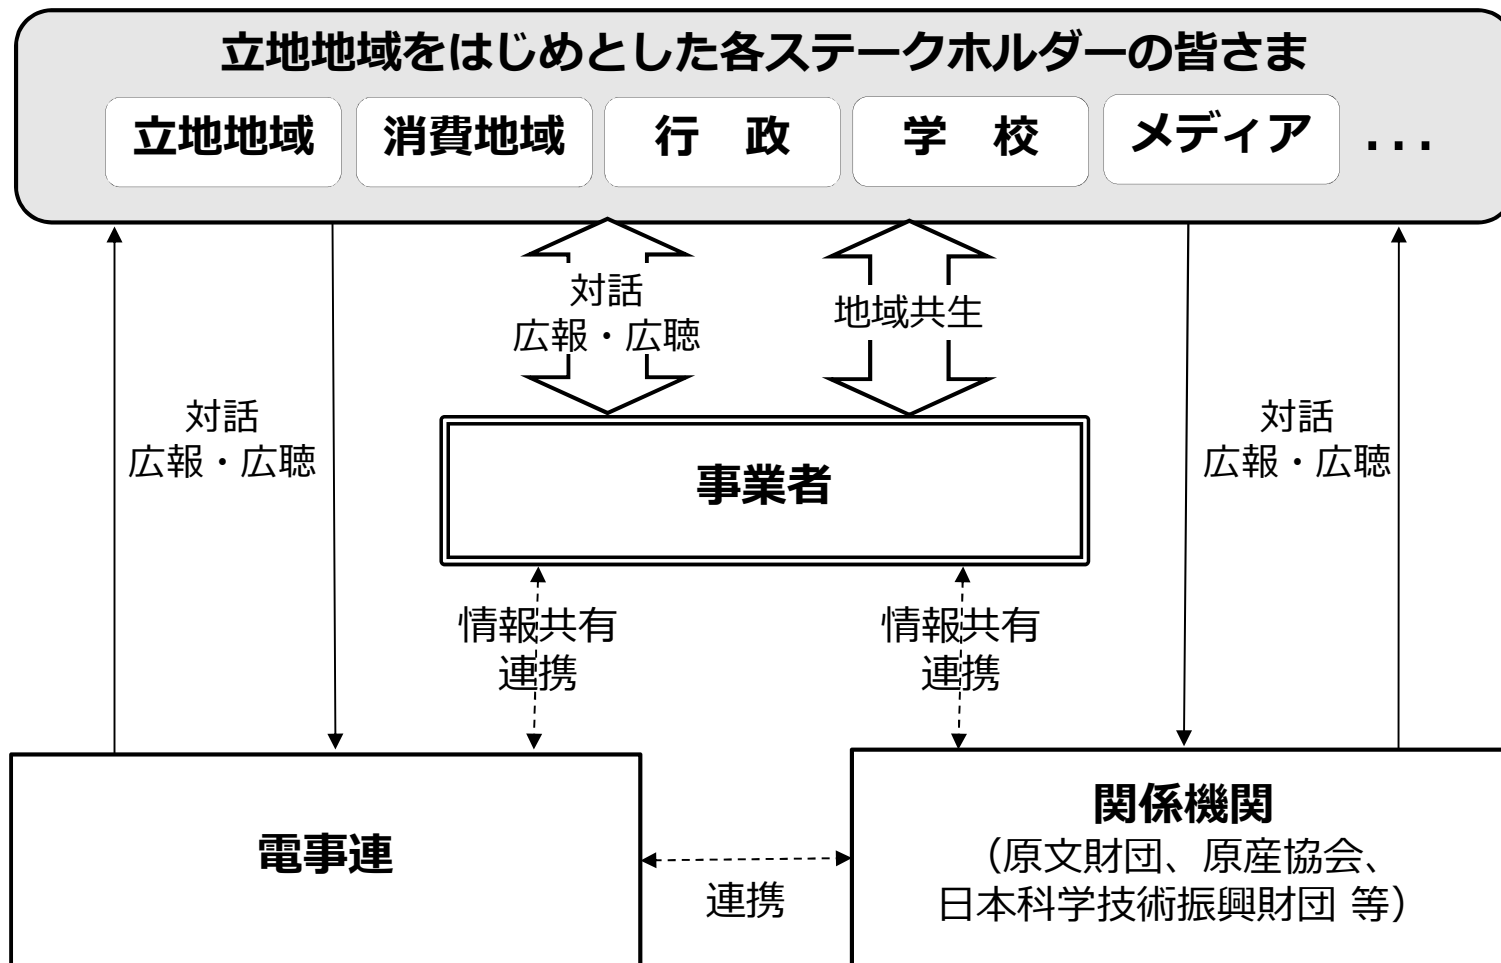 立地地域をはじめとした各ステークホルダーの皆さま
立地地域
消費地域
行　政
学　校
メディア
...
対話
広報・広聴
地域共生
対話
広報・広聴
対話
広報・広聴
事業者
情報共有
連携
情報共有
連携
電事連
連携
関係機関
（原文財団、原産協会、
日本科学技術振興財団 等）